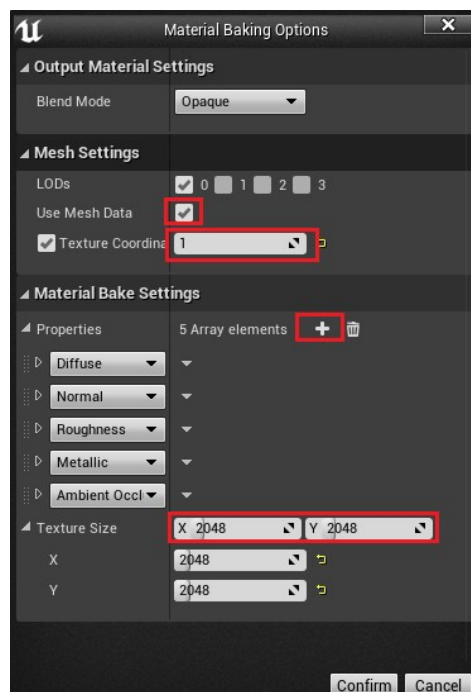 Material Baking Options
Output Material Settings
Blend Mode Opaque
Mesh Settings
LODs 0 1 2 3
Use Mesh Data
Texture Coordina 1
Material Bake Settings
Properties 5 Array elements
Diffuse
Normal
Roughness
Metallic
Ambient Occl
Texture Size X 2048 Y 2048
X 2048
Y 2048
Confirm Cancel